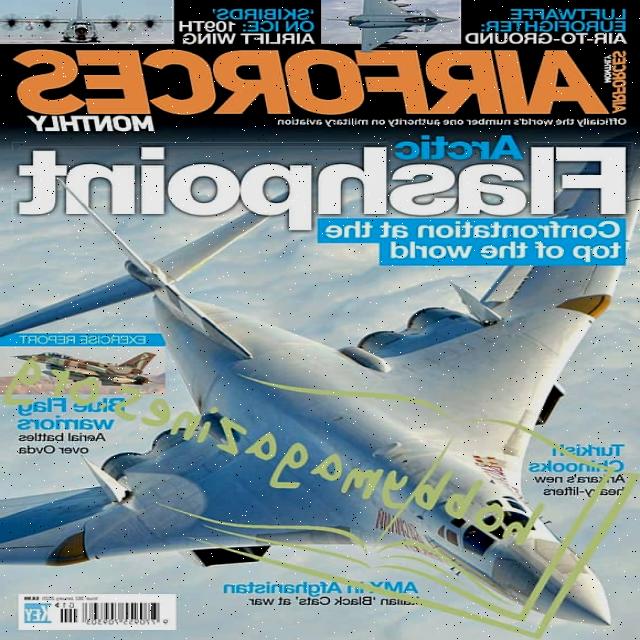 LUFTWAFFE
EUROFIGHTER:
AIR-TO-GROUND
'SKIBIRDS'
ON ICE: 109TH
AIRLIFT WING
AIRFORCES
MONTHLY
AIRFORCES
MONTHLY
Officially the world's number one authority on military aviation
Arctic
Flashpoint
Confrontation at the
top of the world
EXERCISE REPORT
Blue Flag
warriors
Aerial battles
over Ovda
Turkish
Chinooks
Ankara's new
heavy-lifters
hobbymagazines.org
AMX in Afghanistan
Italian 'Black Cats' at war
KEY